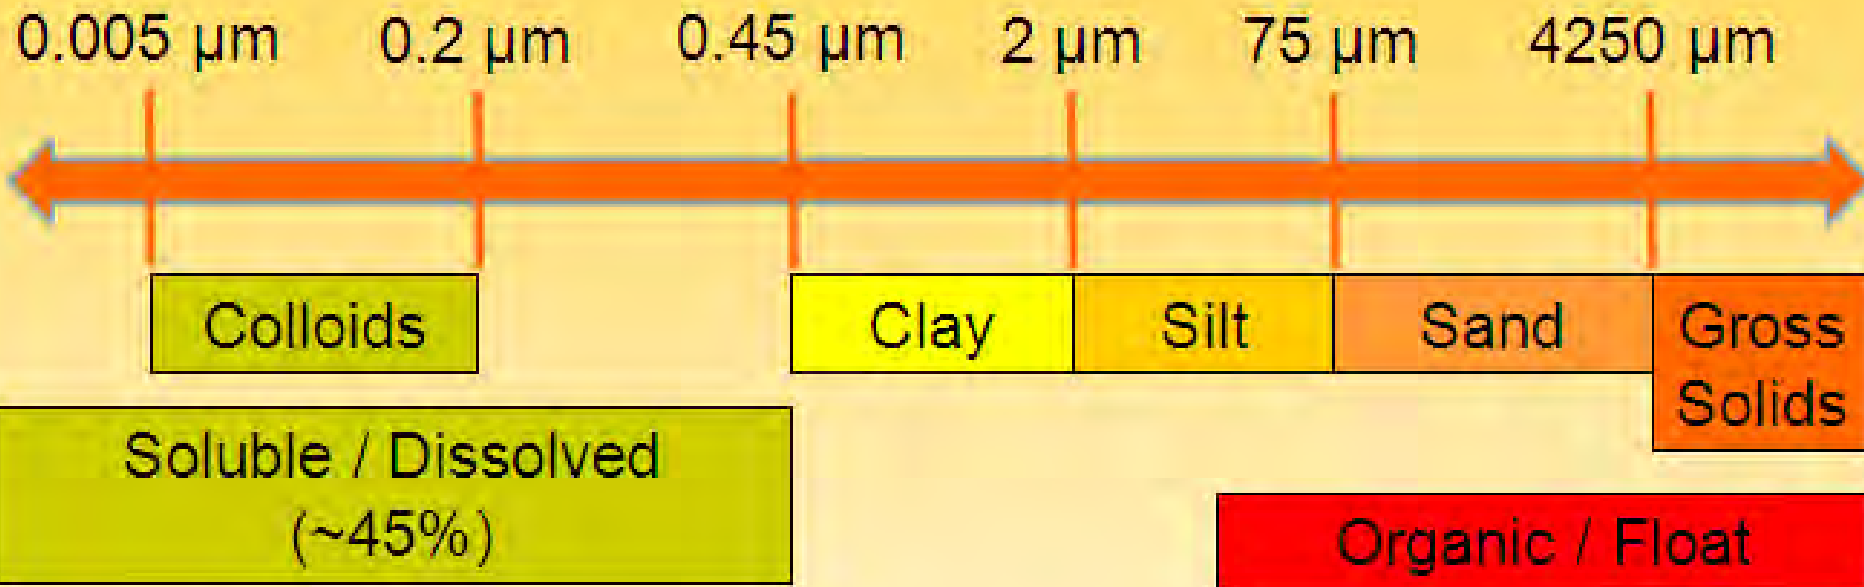 0.005 µm 0.2 µm 0.45 µm 2 µm 75 µm 4250 µm
Colloids Clay Silt Sand Gross
Solids
Soluble / Dissolved
(~45%)
Organic / Float